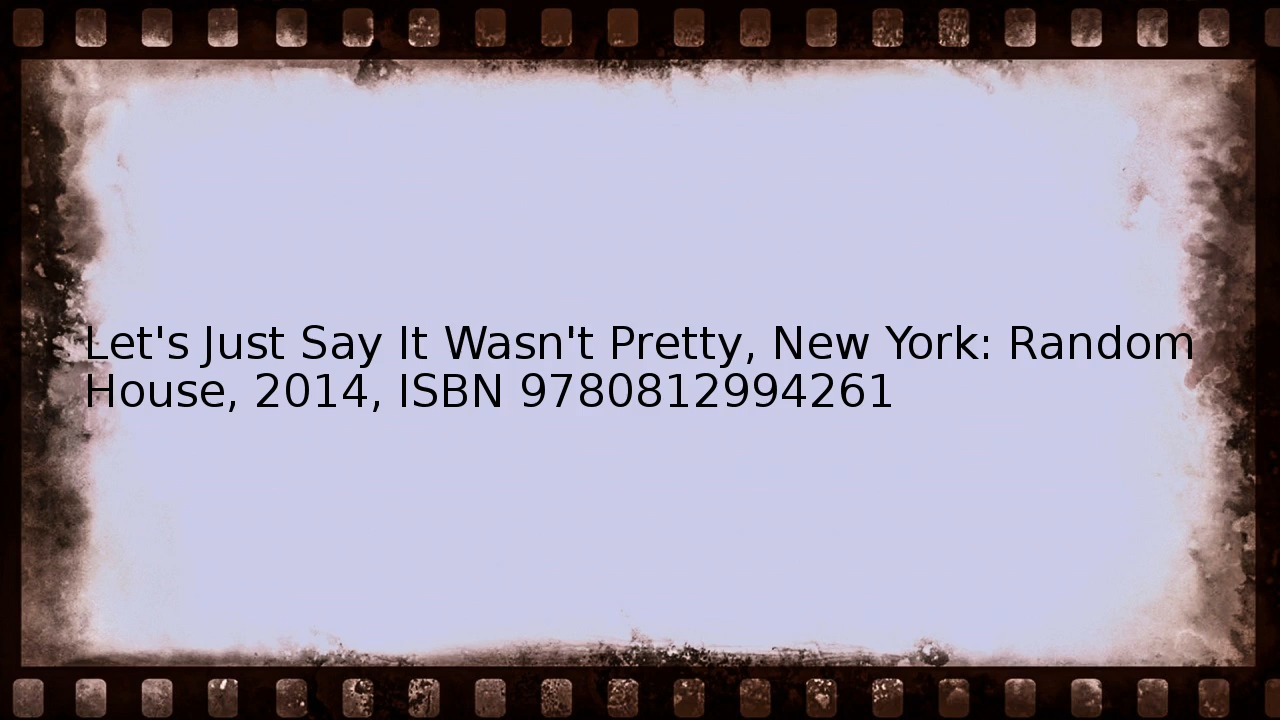 Let's Just Say It Wasn't Pretty, New York: Random
House, 2014, ISBN 9780812994261